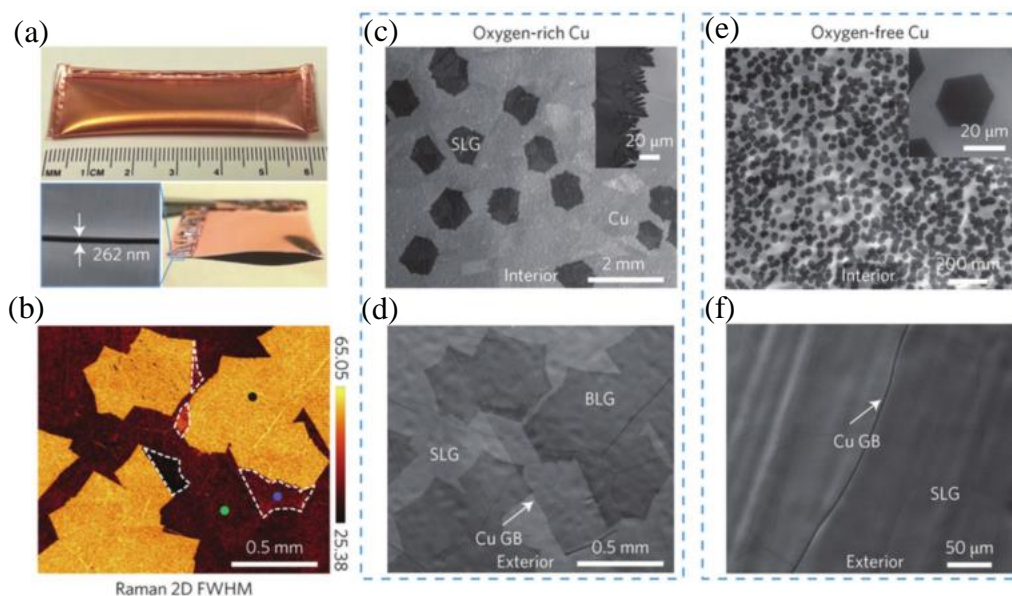 (a)
MM
1 CM
2
3
4
5
6
262 nm
(b)
65.05
25.38
0.5 mm
Raman 2D FWHM
(c)
Oxygen-rich Cu
20 μm
SLG
Cu
Interior
2 mm
(d)
BLG
SLG
Cu GB
Exterior
0.5 mm
(e)
Oxygen-free Cu
20 μm
Interior
200 mm
(f)
Cu GB
SLG
Exterior
50 μm